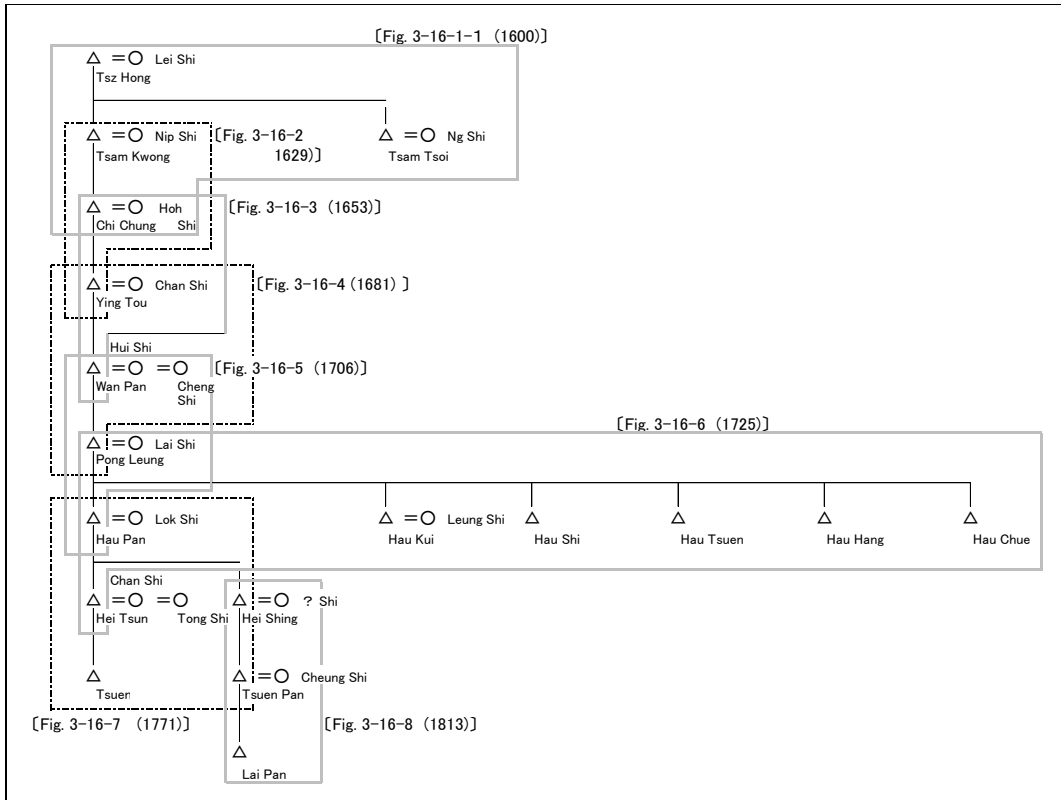 〔Fig. 3-16-1-1 (1600)〕
Lei Shi
Tsz Hong
Nip Shi
〔Fig. 3-16-2
1629)〕
Ng Shi
Tsam Kwong
Tsam Tsoi
Hoh
〔Fig. 3-16-3 (1653)〕
Chi Chung Shi
Chan Shi
〔Fig. 3-16-4 (1681) 〕
Ying Tou
Hui Shi
〔Fig. 3-16-5 (1706)〕
Wan Pan Cheng
Shi
〔Fig. 3-16-6 (1725)〕
Lai Shi
Pong Leung
Lok Shi
Leung Shi
Hau Pan
Hau Kui
Hau Shi
Hau Tsuen
Hau Hang
Hau Chue
Chan Shi
? Shi
Hei Tsun Tong Shi Hei Shing
Cheung Shi
Tsuen
Tsuen Pan
〔Fig. 3-16-7 (1771)〕
〔Fig. 3-16-8 (1813)〕
Lai Pan